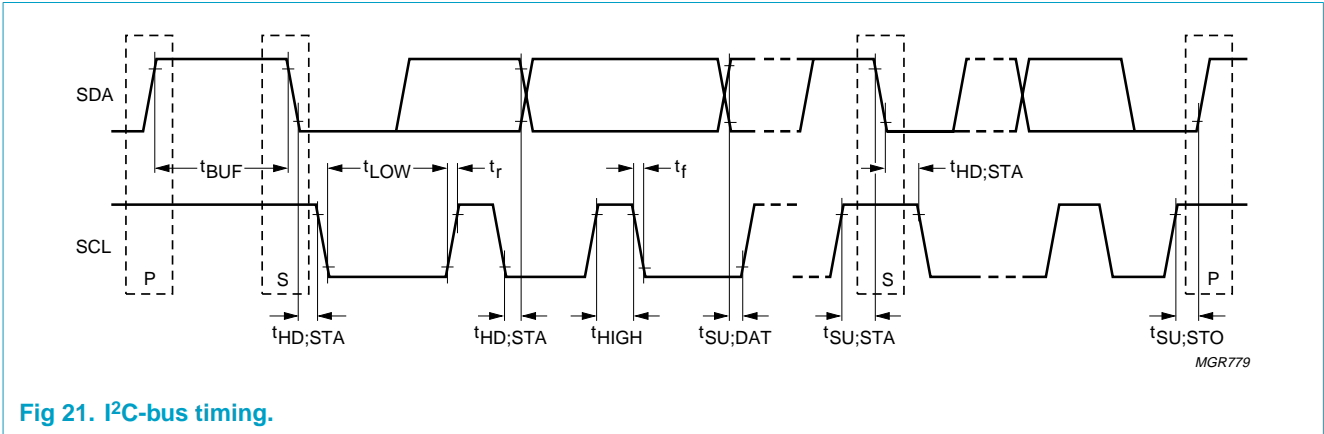 SDA
tBUF tLOW tr tf tHD;STA
SCL
P S S P
tHD;STA tHD;STA tHIGH tSU;DAT tSU;STA tSU;STO
MGR779
Fig 21. I²C-bus timing.